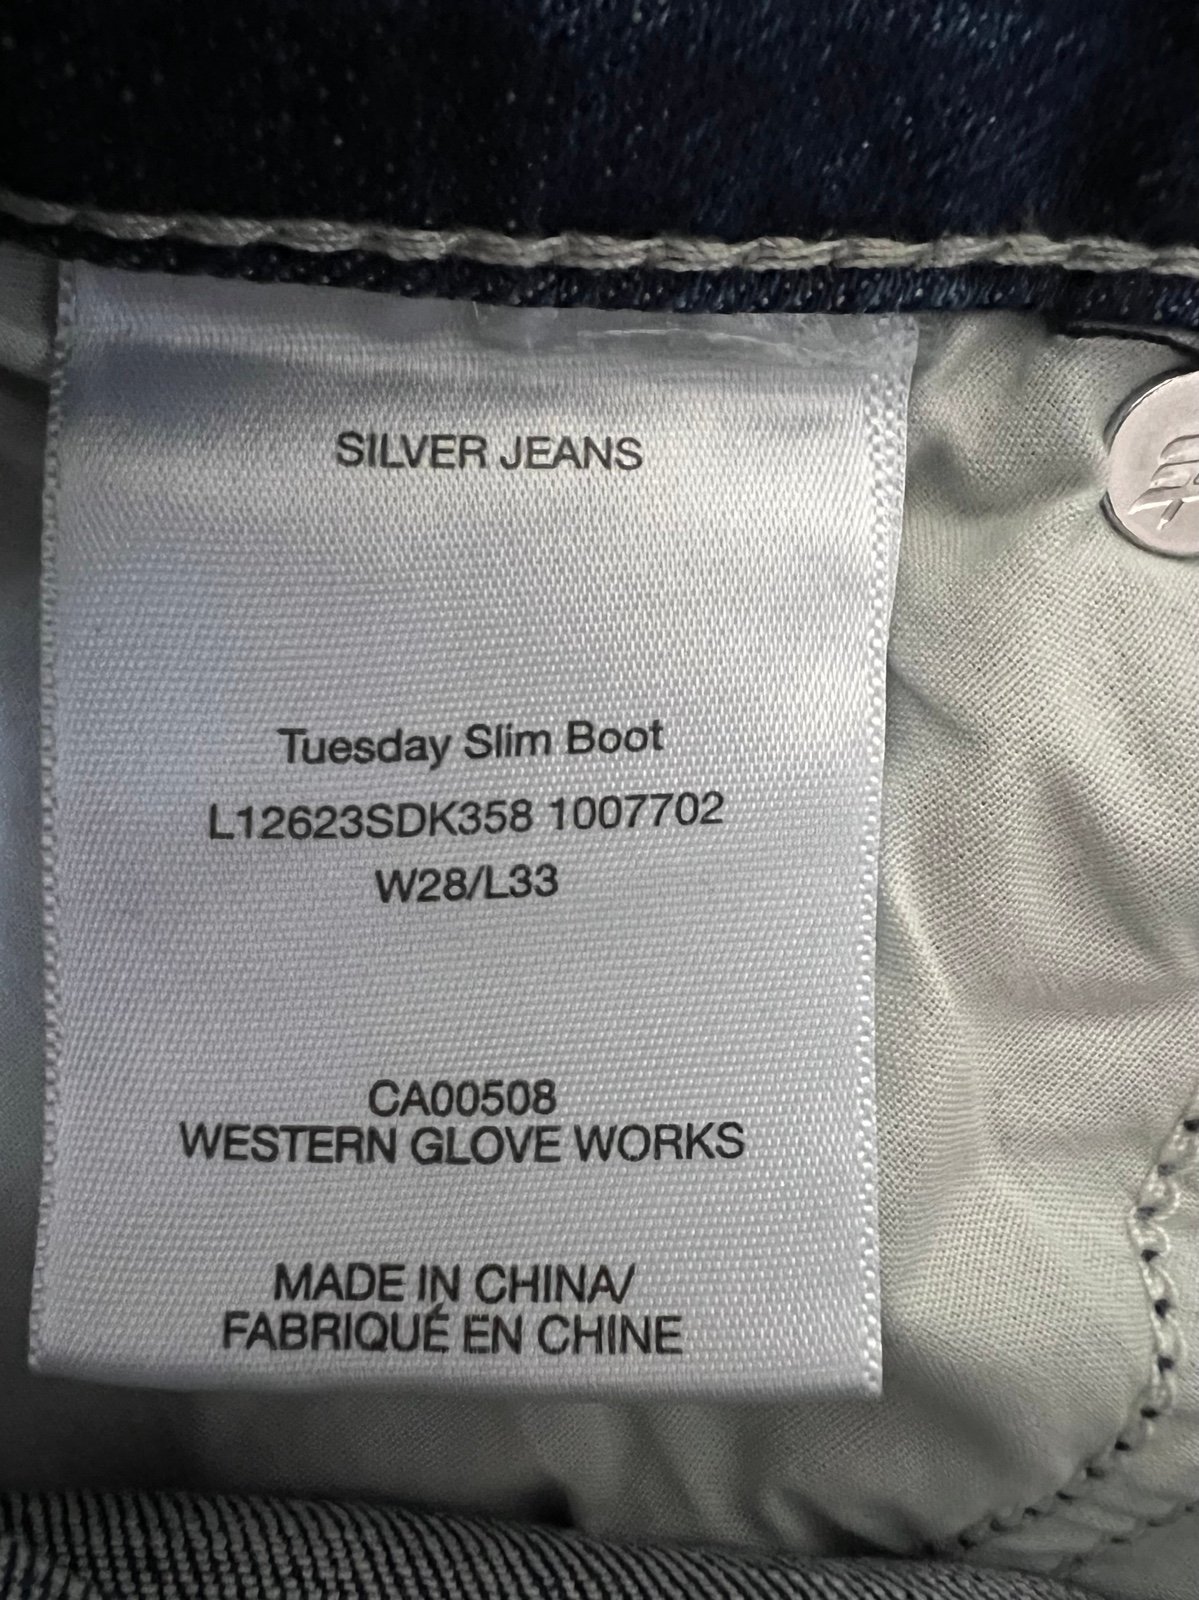 SILVER JEANS
Tuesday Slim Boot
L12623SDK358 1007702
W28/L33
CA00508
WESTERN GLOVE WORKS
MADE IN CHINA/
FABRIQUÉ EN CHINE